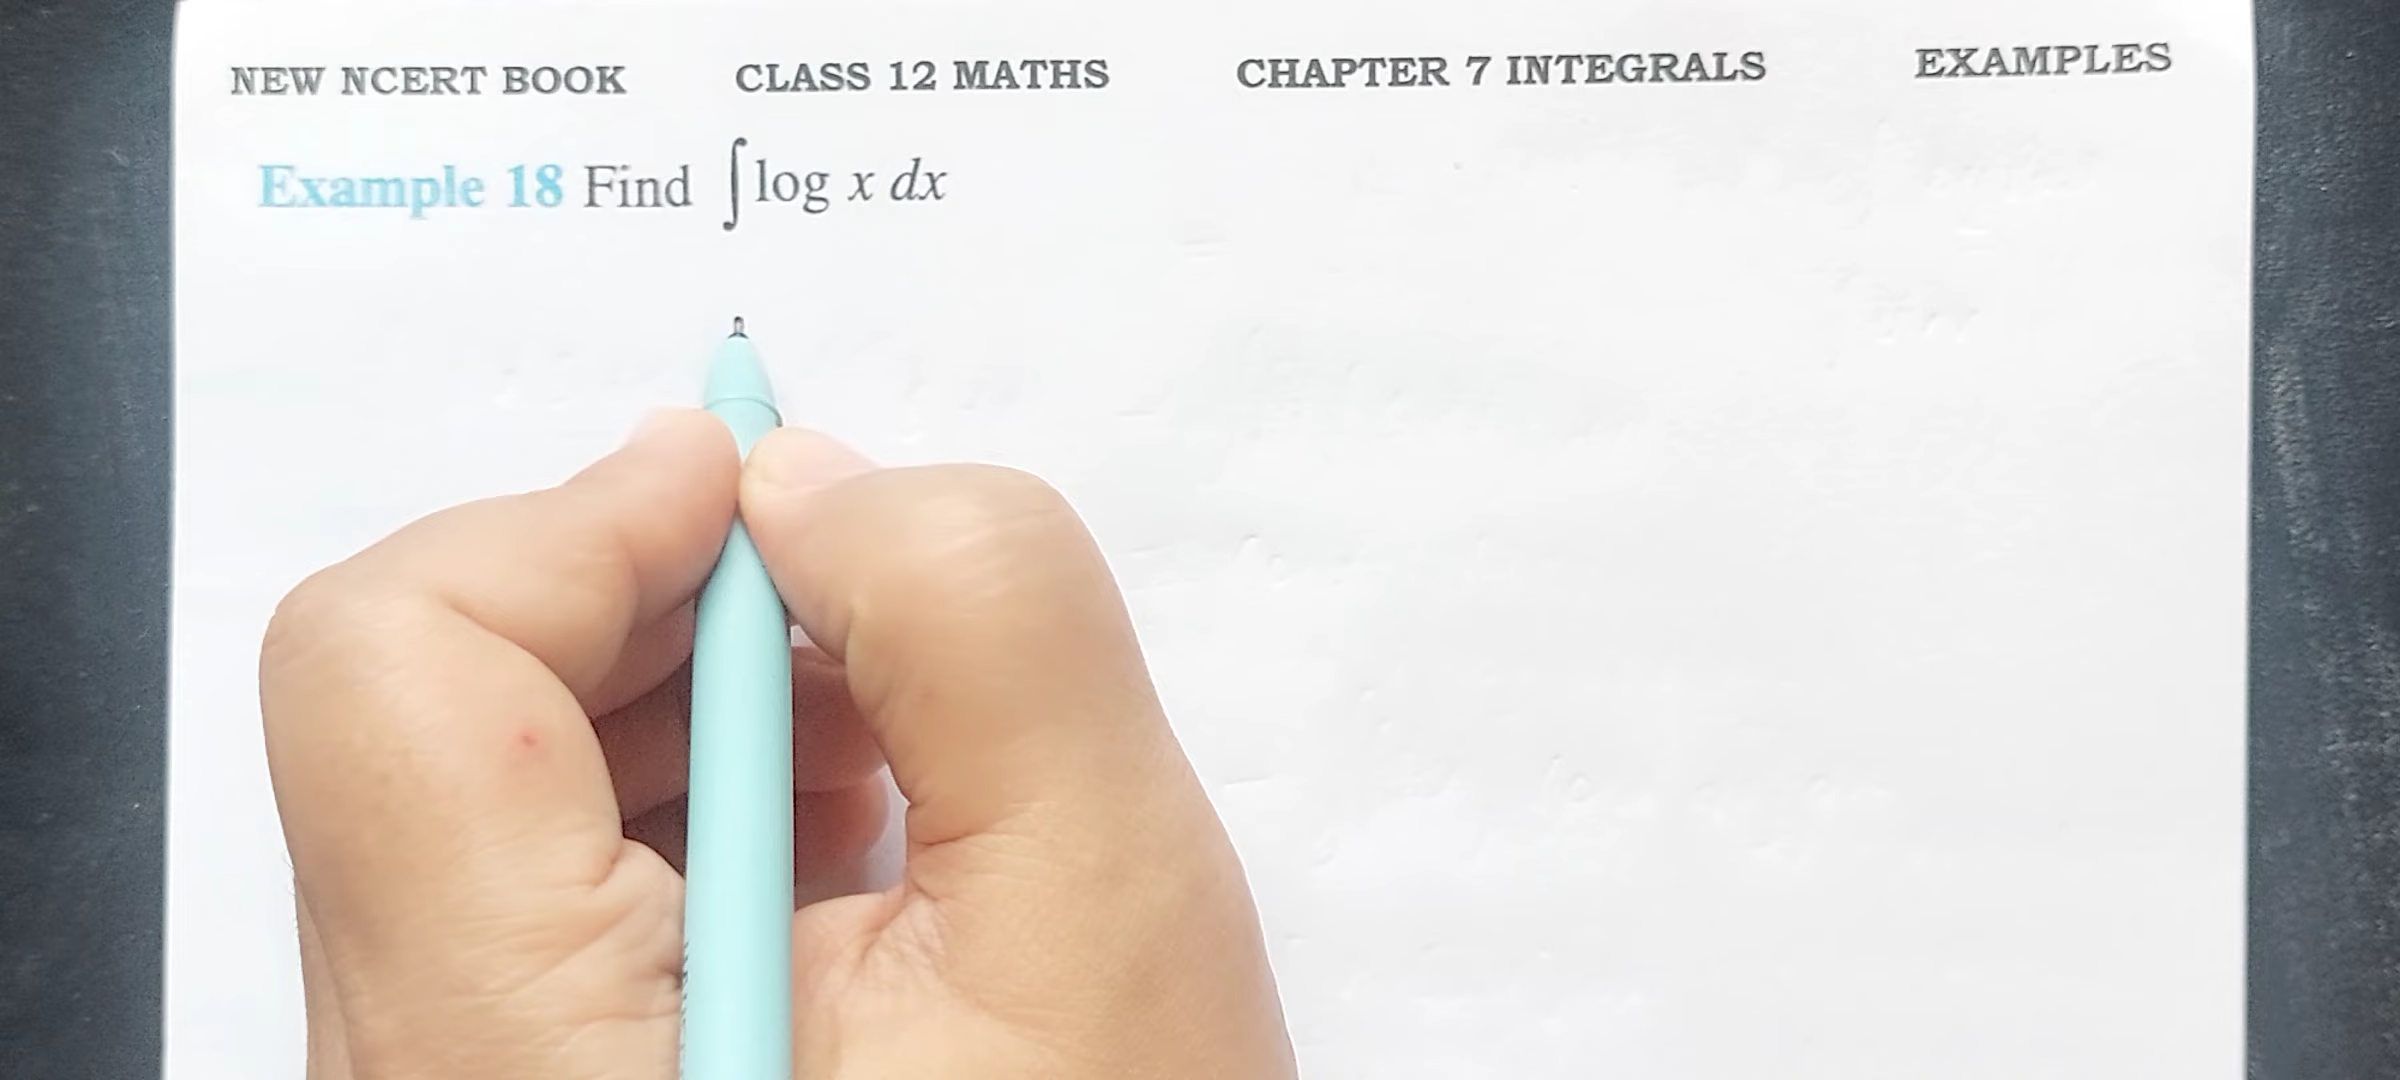 NEW NCERT BOOK CLASS 12 MATHS CHAPTER 7 INTEGRALS EXAMPLES
Example 18 Find ∫log x dx